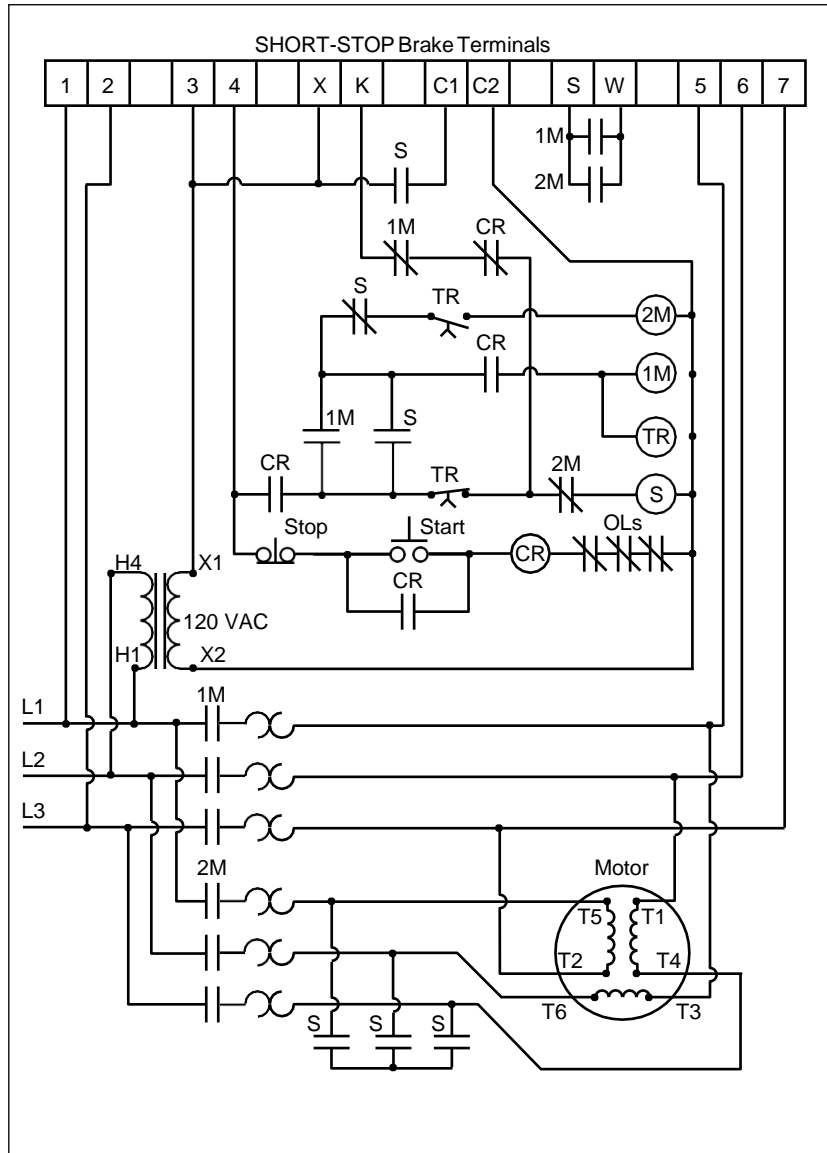 SHORT-STOP Brake Terminals
1 2 3 4 X K C1 C2 S W 5 6 7
1M
S
2M
1M CR
S TR
2M
CR
1M
1M S
TR
CR TR 2M
S
Stop Start OLs
CR
H4 X1
CR
120 VAC
H1 X2
1M
L1
L2
L3
2M Motor
T5 T1
T2 T4
T6 T3
S S S